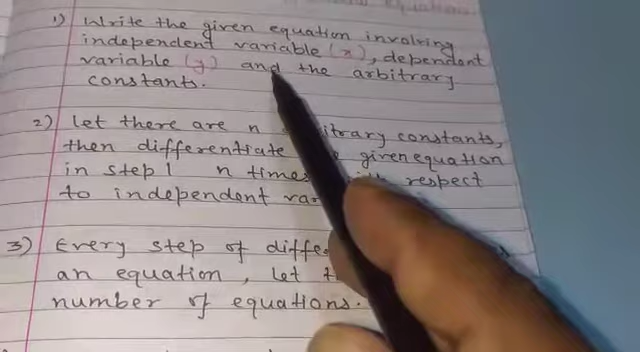 Equation
1) Write the given equation involving
independent variable (x), dependent
variable (y) and the arbitrary
constants.
2) let there are n arbitrary constants,
then differentiate given equation
in step 1 n times respect
to independent
3) Every step of
an equation, let
number of equations.